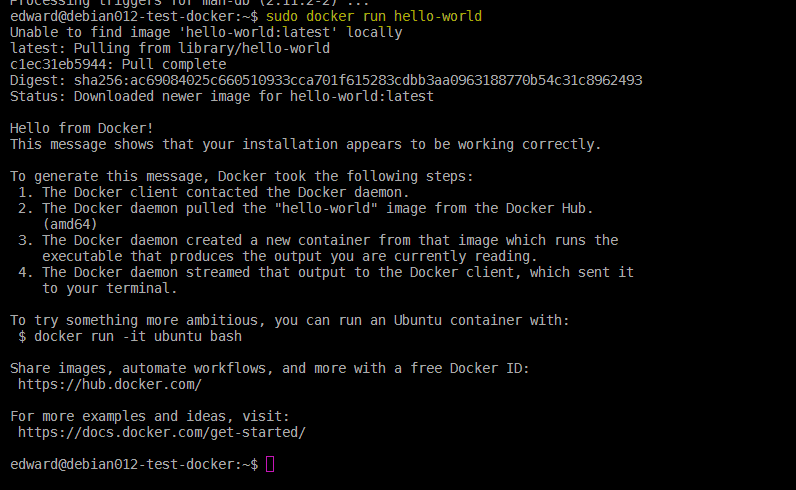 Processing triggers for man-db (2.11.2-2) ...
edward@debian012-test-docker:~$ sudo docker run hello-world
Unable to find image 'hello-world:latest' locally
latest: Pulling from library/hello-world
c1ec31eb5944: Pull complete
Digest: sha256:ac69084025c660510933cca701f615283cdbb3aa0963188770b54c31c8962493
Status: Downloaded newer image for hello-world:latest

Hello from Docker!
This message shows that your installation appears to be working correctly.

To generate this message, Docker took the following steps:
 1. The Docker client contacted the Docker daemon.
 2. The Docker daemon pulled the "hello-world" image from the Docker Hub.
    (amd64)
 3. The Docker daemon created a new container from that image which runs the
    executable that produces the output you are currently reading.
 4. The Docker daemon streamed that output to the Docker client, which sent it
    to your terminal.

To try something more ambitious, you can run an Ubuntu container with:
 $ docker run -it ubuntu bash

Share images, automate workflows, and more with a free Docker ID:
 https://hub.docker.com/

For more examples and ideas, visit:
 https://docs.docker.com/get-started/

edward@debian012-test-docker:~$